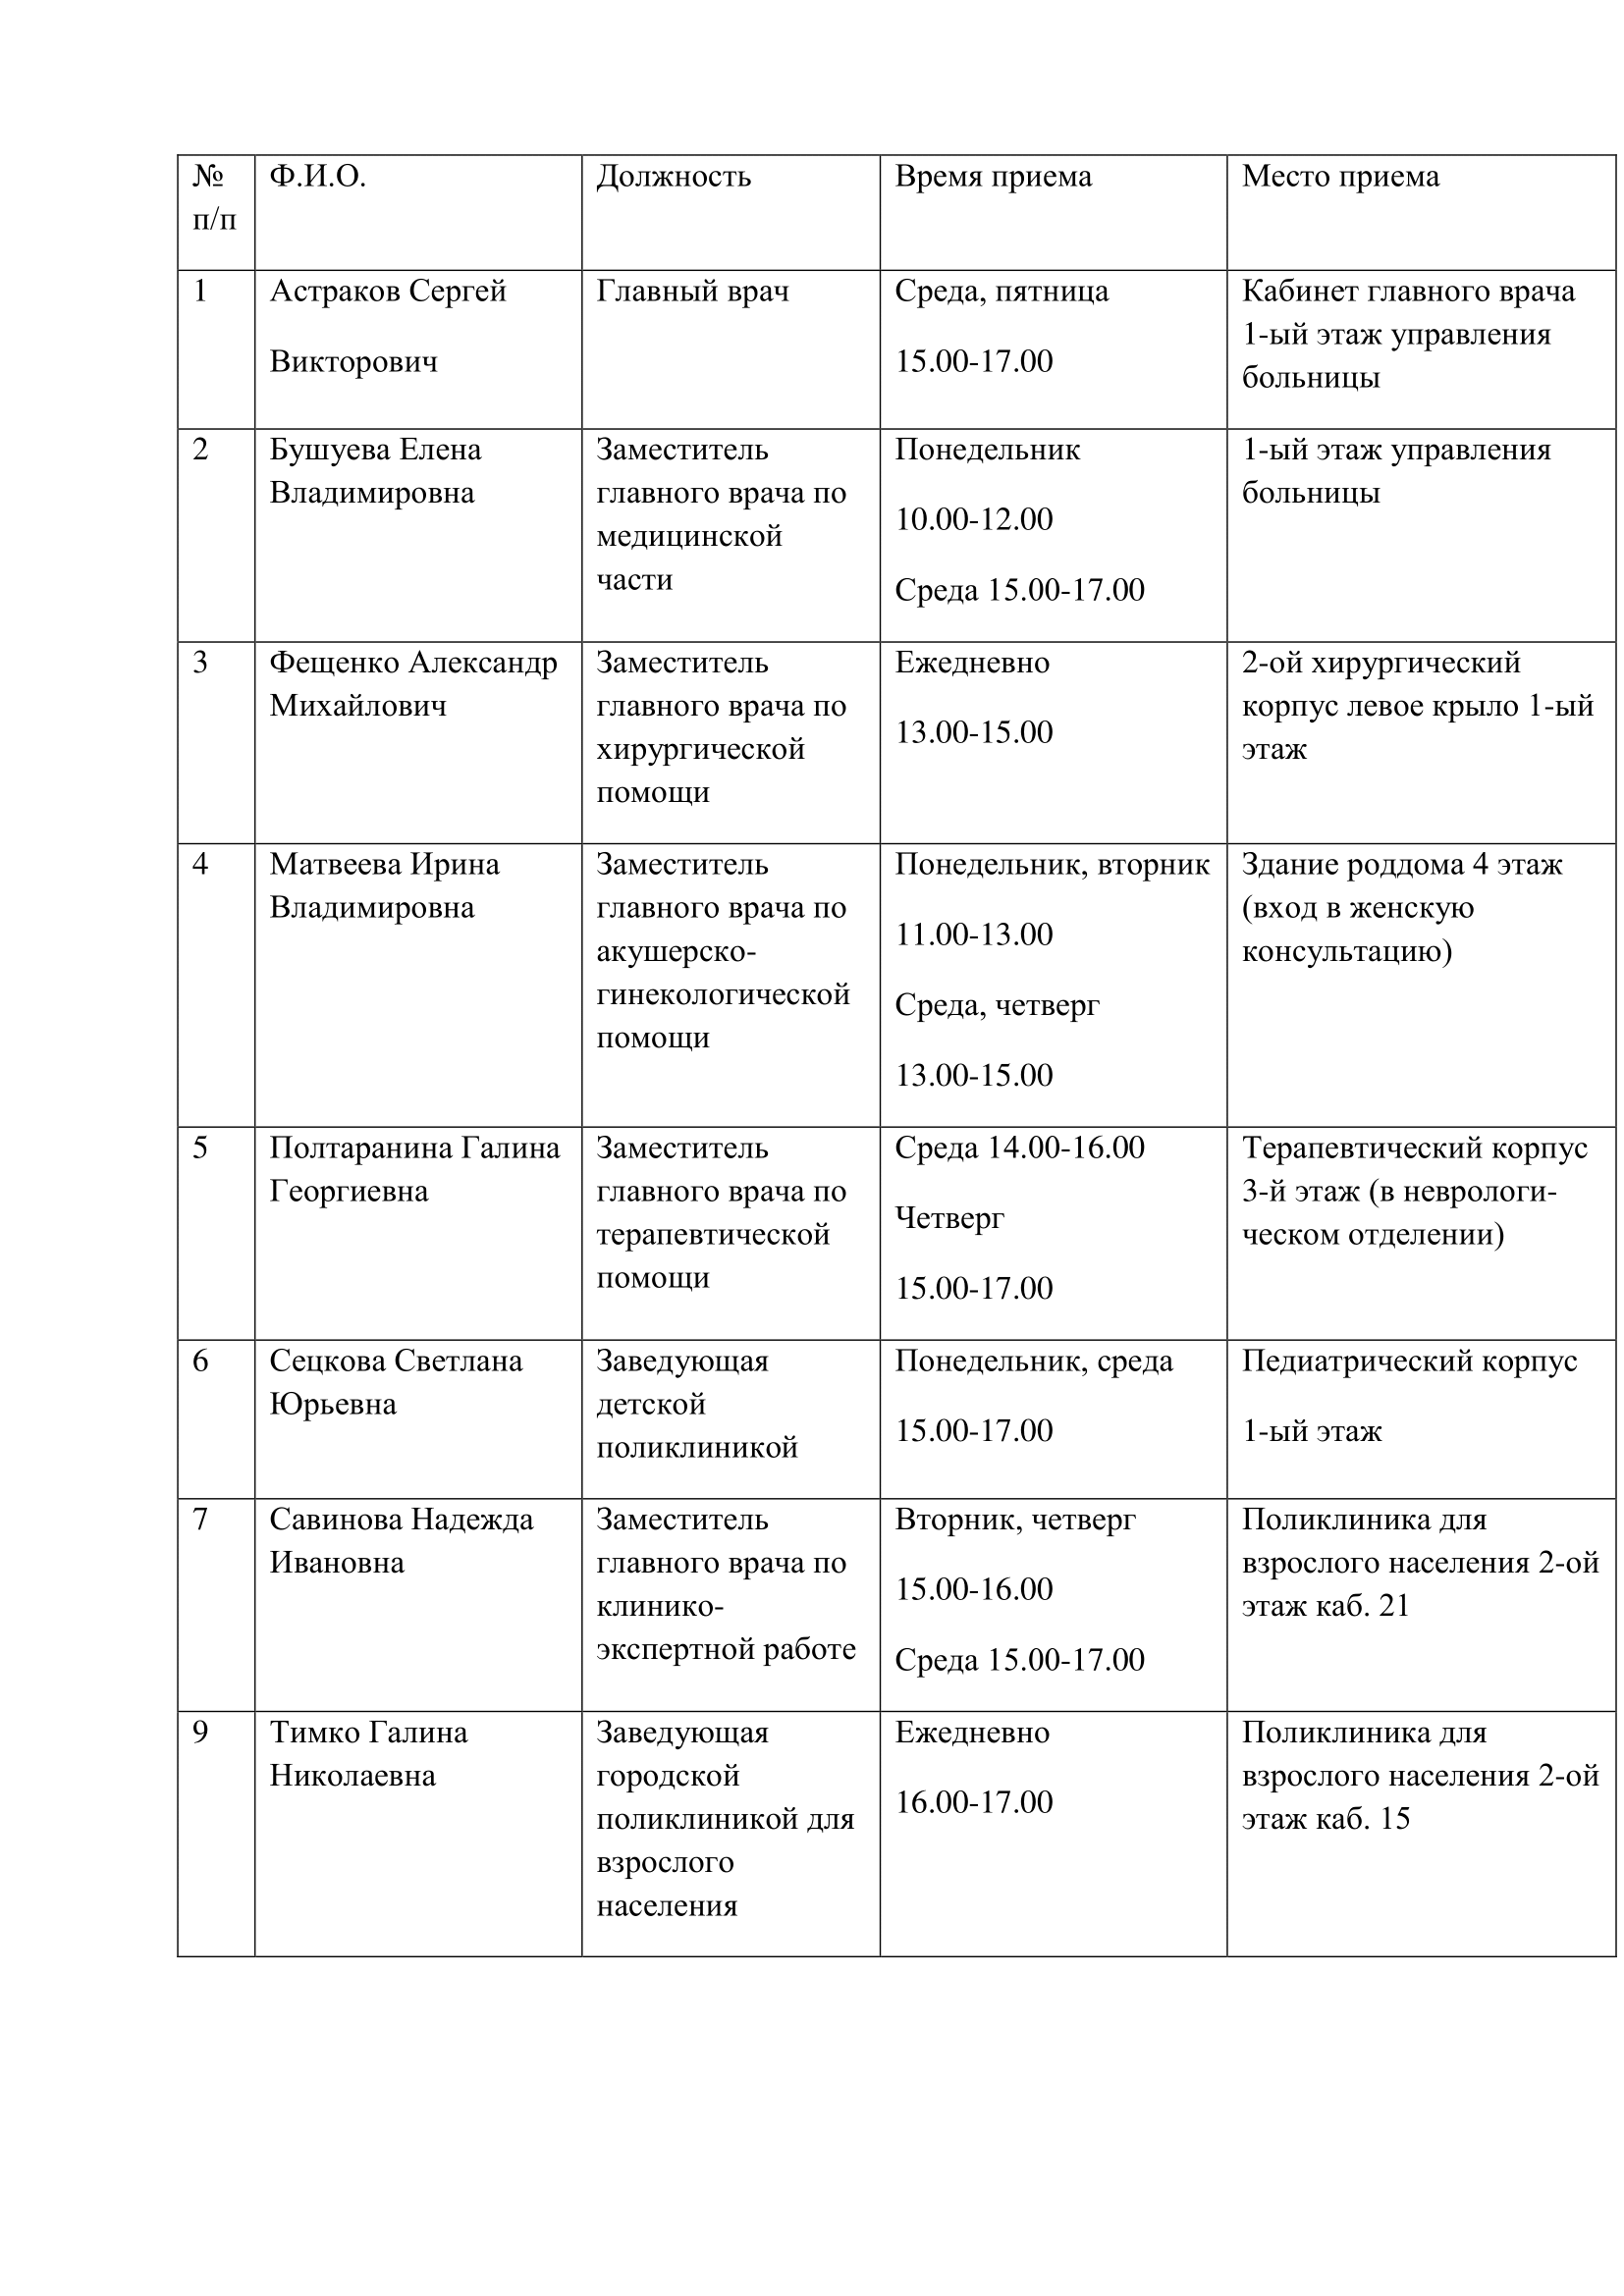 №
п/п
Ф.И.О.
Должность
Время приема
Место приема
1
Астраков Сергей
Викторович
Главный врач
Среда, пятница
15.00-17.00
Кабинет главного врача
1-ый этаж управления
больницы
2
Бушуева Елена
Владимировна
Заместитель
главного врача по
медицинской
части
Понедельник
10.00-12.00
Среда 15.00-17.00
1-ый этаж управления
больницы
3
Фещенко Александр
Михайлович
Заместитель
главного врача по
хирургической
помощи
Ежедневно
13.00-15.00
2-ой хирургический
корпус левое крыло 1-ый
этаж
4
Матвеева Ирина
Владимировна
Заместитель
главного врача по
акушерско-
гинекологической
помощи
Понедельник, вторник
11.00-13.00
Среда, четверг
13.00-15.00
Здание роддома 4 этаж
(вход в женскую
консультацию)
5
Полтаранина Галина
Георгиевна
Заместитель
главного врача по
терапевтической
помощи
Среда 14.00-16.00
Четверг
15.00-17.00
Терапевтический корпус
3-й этаж (в неврологи-
ческом отделении)
6
Сецкова Светлана
Юрьевна
Заведующая
детской
поликлиникой
Понедельник, среда
15.00-17.00
Педиатрический корпус
1-ый этаж
7
Савинова Надежда
Ивановна
Заместитель
главного врача по
клинико-
экспертной работе
Вторник, четверг
15.00-16.00
Среда 15.00-17.00
Поликлиника для
взрослого населения 2-ой
этаж каб. 21
9
Тимко Галина
Николаевна
Заведующая
городской
поликлиникой для
взрослого
населения
Ежедневно
16.00-17.00
Поликлиника для
взрослого населения 2-ой
этаж каб. 15